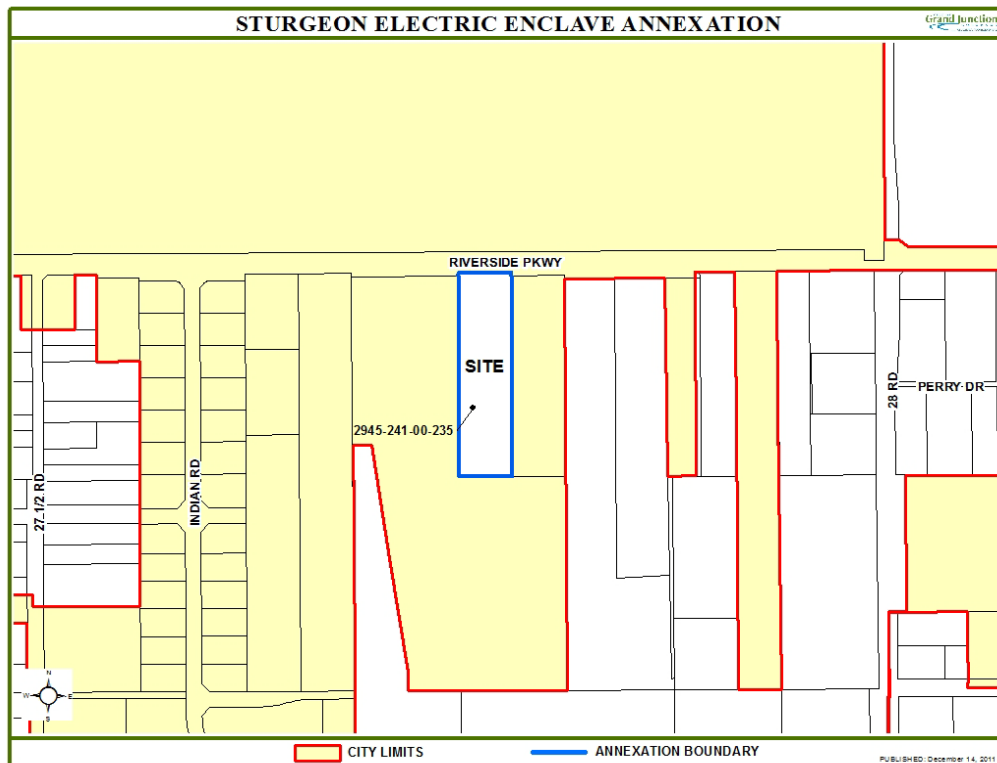 STURGEON ELECTRIC ENCLAVE ANNEXATION
Grand Junction
RIVERSIDE PKWY
SITE
2945-241-00-235
27 1/2 RD
INDIAN RD
28 RD
PERRY DR
N
W E
S
CITY LIMITS
ANNEXATION BOUNDARY
PUBLISHED: December 14, 2011